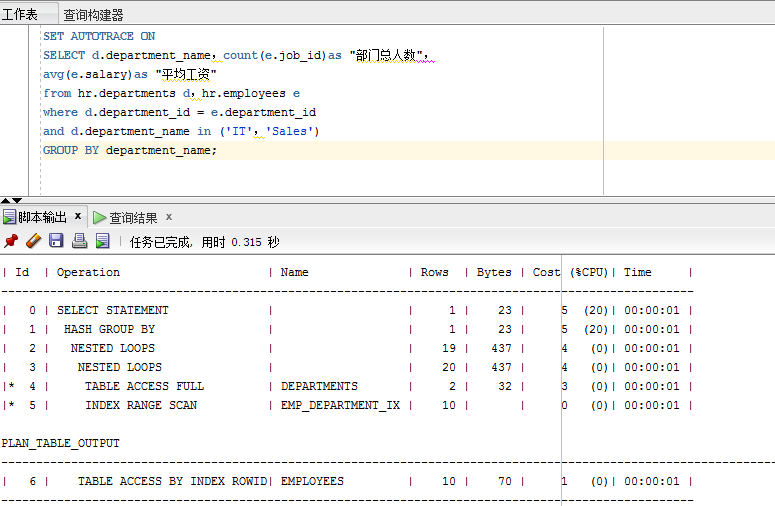 工作表 查询构建器
SET AUTOTRACE ON
SELECT d.department_name，count(e.job_id)as "部门总人数"，
avg(e.salary)as "平均工资"
from hr.departments d，hr.employees e
where d.department_id = e.department_id
and d.department_name in ('IT'，'Sales')
GROUP BY department_name;
脚本输出 x 查询结果 x
任务已完成, 用时 0.315 秒
| Id | Operation | Name | Rows | Bytes | Cost (%CPU)| Time |
--------------------------------------------------------------------------------
| 0 | SELECT STATEMENT | | 1 | 23 | 5 (20)| 00:00:01 |
| 1 | HASH GROUP BY | | 1 | 23 | 5 (20)| 00:00:01 |
| 2 | NESTED LOOPS | | 19 | 437 | 4 (0)| 00:00:01 |
| 3 | NESTED LOOPS | | 20 | 437 | 4 (0)| 00:00:01 |
|* 4 | TABLE ACCESS FULL | DEPARTMENTS | 2 | 32 | 3 (0)| 00:00:01 |
|* 5 | INDEX RANGE SCAN | EMP_DEPARTMENT_IX | 10 | | 0 (0)| 00:00:01 |
PLAN_TABLE_OUTPUT
--------------------------------------------------------------------------------
| 6 | TABLE ACCESS BY INDEX ROWID| EMPLOYEES | 10 | 70 | 1 (0)| 00:00:01 |
--------------------------------------------------------------------------------